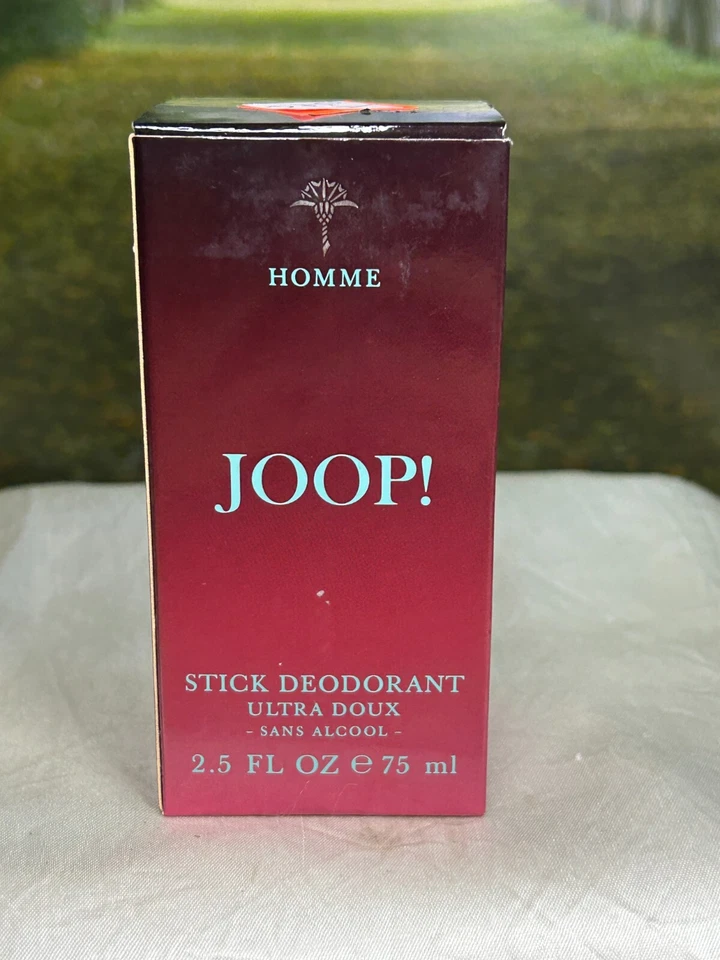 HOMME
JOOP!
STICK DEODORANT
ULTRA DOUX
- SANS ALCOOL -
2.5 FL OZ ℮ 75 ml